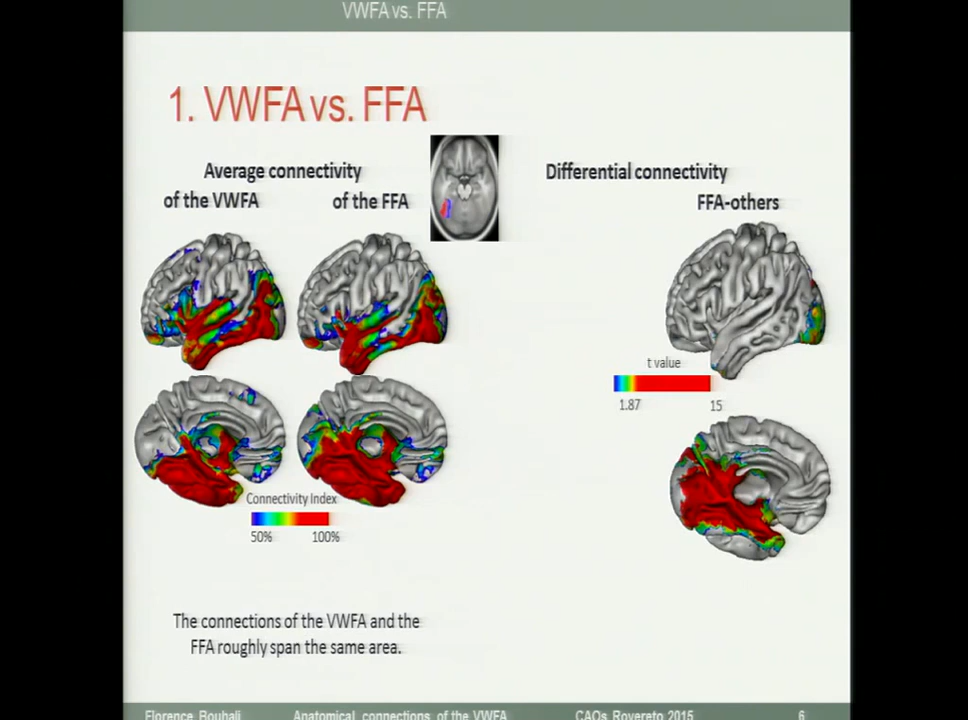 VWFA vs. FFA
1. VWFA vs. FFA
Average connectivity
of the VWFA
of the FFA
Differential connectivity
FFA-others
t value
1.87
15
Connectivity Index
50%
100%
The connections of the VWFA and the
FFA roughly span the same area.
Florence Bouhali
Anatomical connections of the VWFA
CAOs Rovereto 2015
6